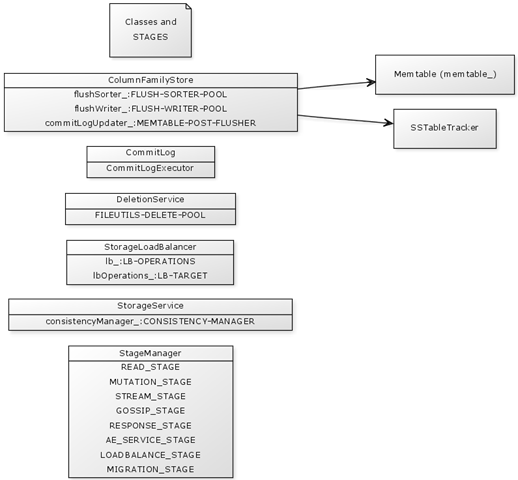 Classes and
STAGES
ColumnFamilyStore
flushSorter_:FLUSH-SORTER-POOL
flushWriter_:FLUSH-WRITER-POOL
commitLogUpdater_:MEMTABLE-POST-FLUSHER
Memtable (memtable_)
SSTableTracker
CommitLog
CommitLogExecutor
DeletionService
FILEUTILS-DELETE-POOL
StorageLoadBalancer
lb_:LB-OPERATIONS
lbOperations_:LB-TARGET
StorageService
consistencyManager_:CONSISTENCY-MANAGER
StageManager
READ_STAGE
MUTATION_STAGE
STREAM_STAGE
GOSSIP_STAGE
RESPONSE_STAGE
AE_SERVICE_STAGE
LOADBALANCE_STAGE
MIGRATION_STAGE